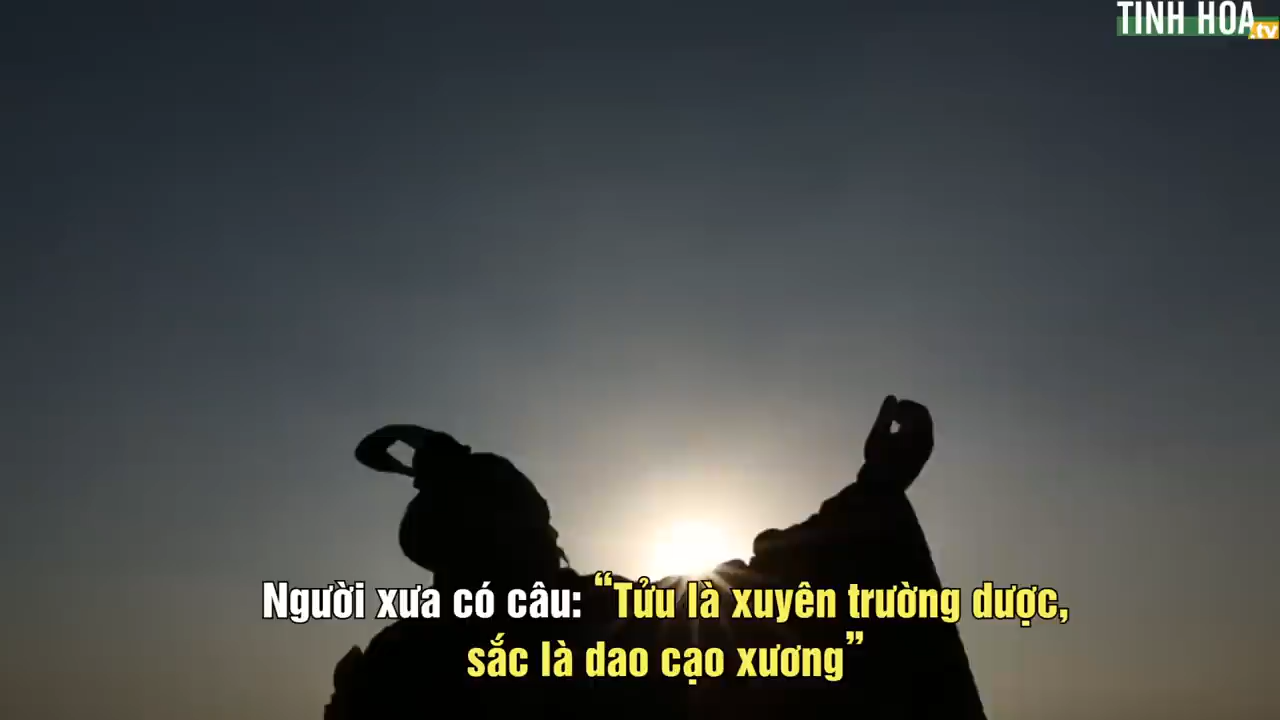 TINH HOA
.tv
Người xưa có câu: “Tửu là xuyên trường dược,
sắc là dao cạo xương”